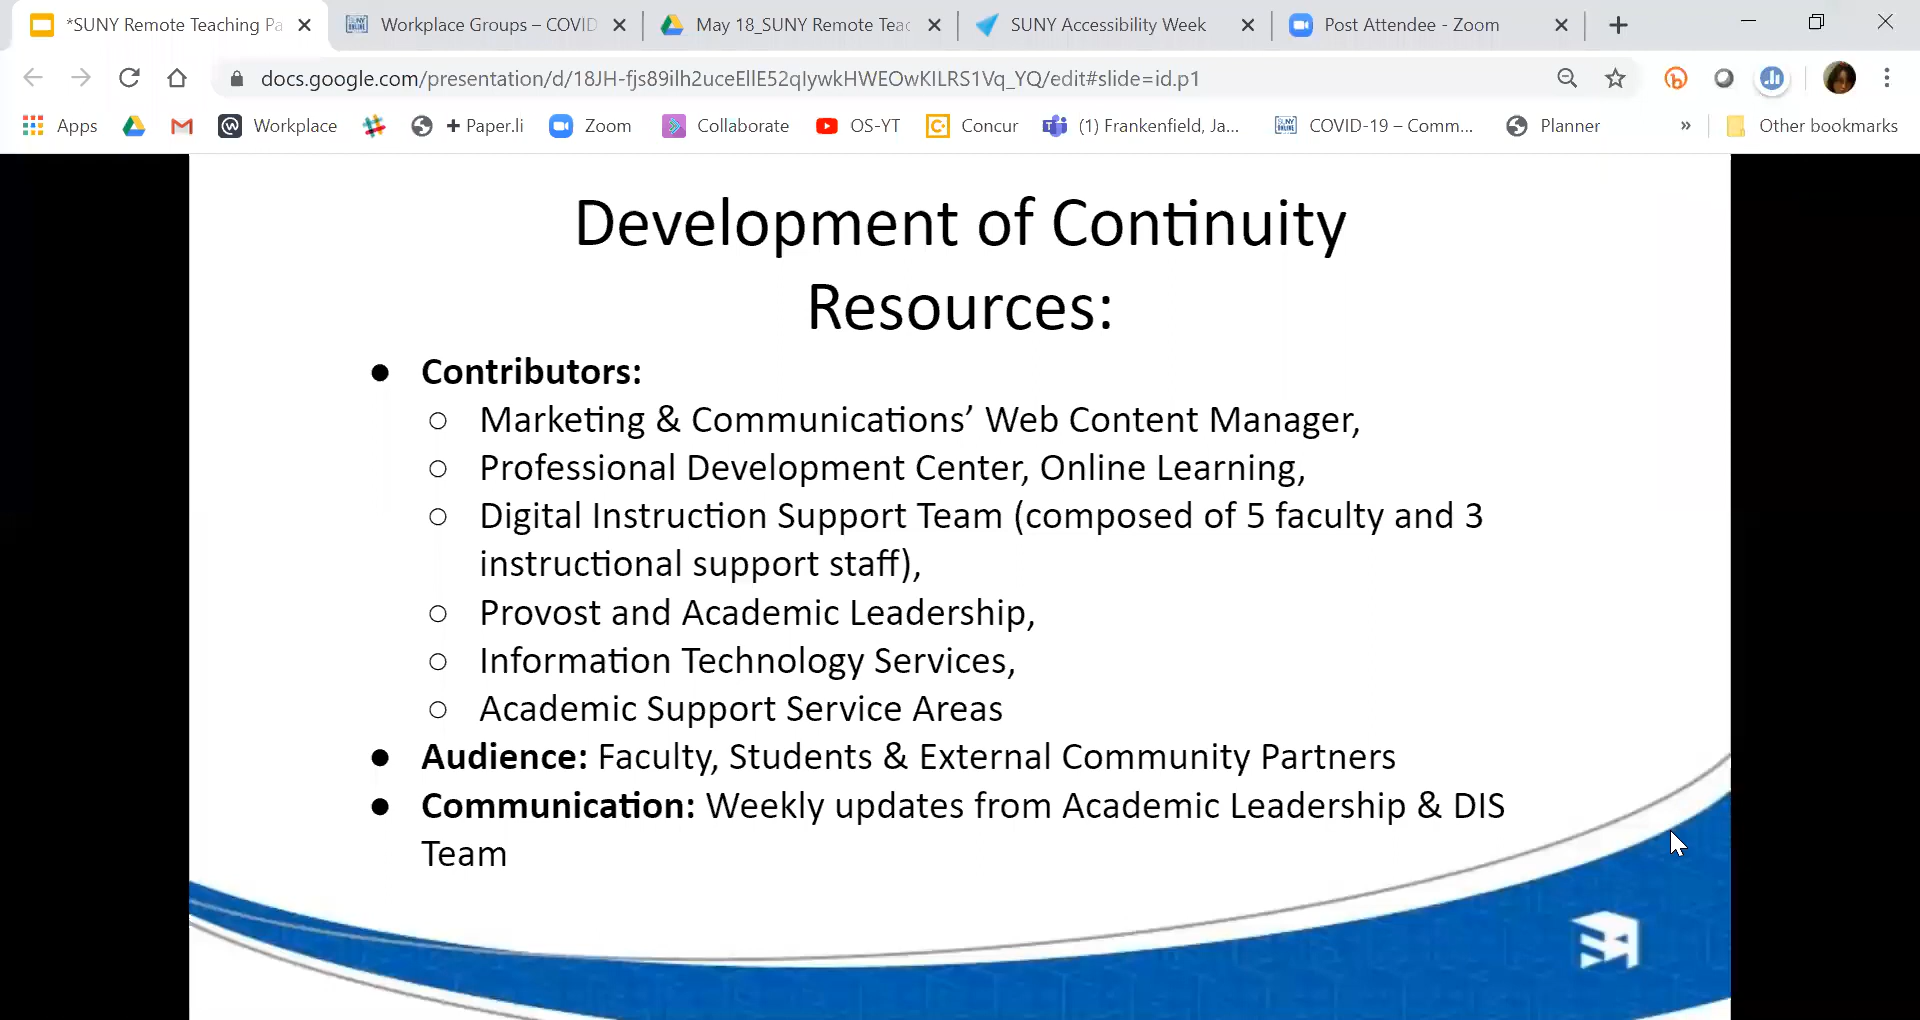 *SUNY Remote Teaching Pa
Workplace Groups – COVID
May 18_SUNY Remote Teac
SUNY Accessibility Week
Post Attendee - Zoom
docs.google.com/presentation/d/18JH-fjs89ilh2uceEllE52qlywkHWEOwKILRS1Vq_YQ/edit#slide=id.p1
Apps
Workplace
+ Paper.li
Zoom
Collaborate
OS-YT
Concur
(1) Frankenfield, Ja...
COVID-19 – Comm...
Planner
»
Other bookmarks
Development of Continuity
Resources:
● Contributors:
○ Marketing & Communications’ Web Content Manager,
○ Professional Development Center, Online Learning,
○ Digital Instruction Support Team (composed of 5 faculty and 3
instructional support staff),
○ Provost and Academic Leadership,
○ Information Technology Services,
○ Academic Support Service Areas
● Audience: Faculty, Students & External Community Partners
● Communication: Weekly updates from Academic Leadership & DIS
Team